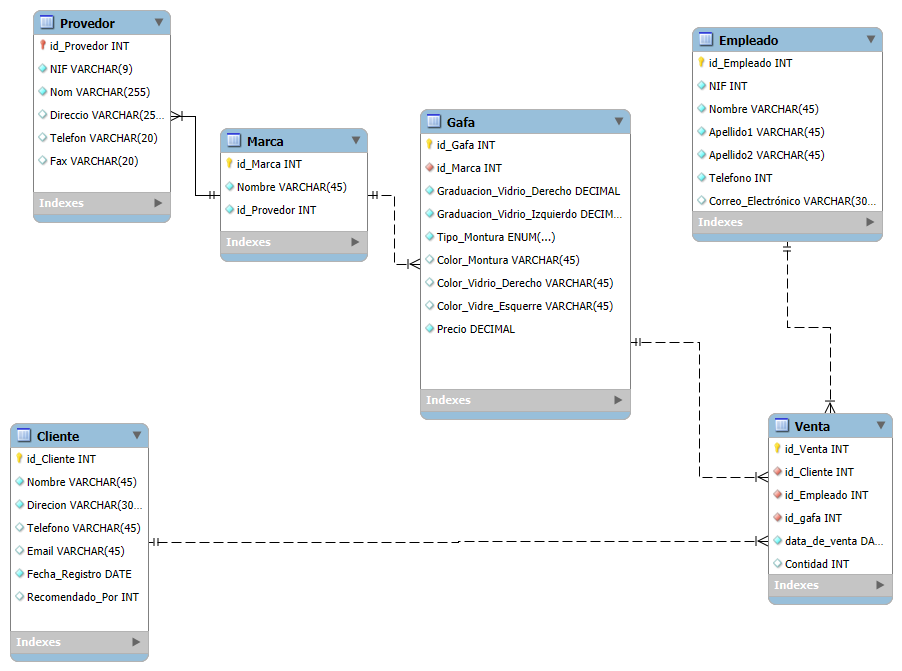 Provedor
id_Provedor INT
NIF VARCHAR(9)
Nom VARCHAR(255)
Direccio VARCHAR(25...
Telefon VARCHAR(20)
Fax VARCHAR(20)
Indexes
Marca
id_Marca INT
Nombre VARCHAR(45)
id_Provedor INT
Indexes
Gafa
id_Gafa INT
id_Marca INT
Graduacion_Vidrio_Derecho DECIMAL
Graduacion_Vidrio_Izquierdo DECIM...
Tipo_Montura ENUM(...)
Color_Montura VARCHAR(45)
Color_Vidrio_Derecho VARCHAR(45)
Color_Vidre_Esquerre VARCHAR(45)
Precio DECIMAL
Indexes
Empleado
id_Empleado INT
NIF INT
Nombre VARCHAR(45)
Apellido1 VARCHAR(45)
Apellido2 VARCHAR(45)
Telefono INT
Correo_Electrónico VARCHAR(30...
Indexes
Cliente
id_Cliente INT
Nombre VARCHAR(45)
Direcion VARCHAR(30...
Telefono VARCHAR(45)
Email VARCHAR(45)
Fecha_Registro DATE
Recomendado_Por INT
Indexes
Venta
id_Venta INT
id_Cliente INT
id_Empleado INT
id_gafa INT
data_de_venta DA...
Contidad INT
Indexes